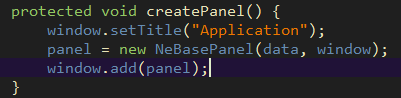 protected void createPanel() {
    window.setTitle("Application");
    panel = new NeBasePanel(data, window);
    window.add(panel);
}